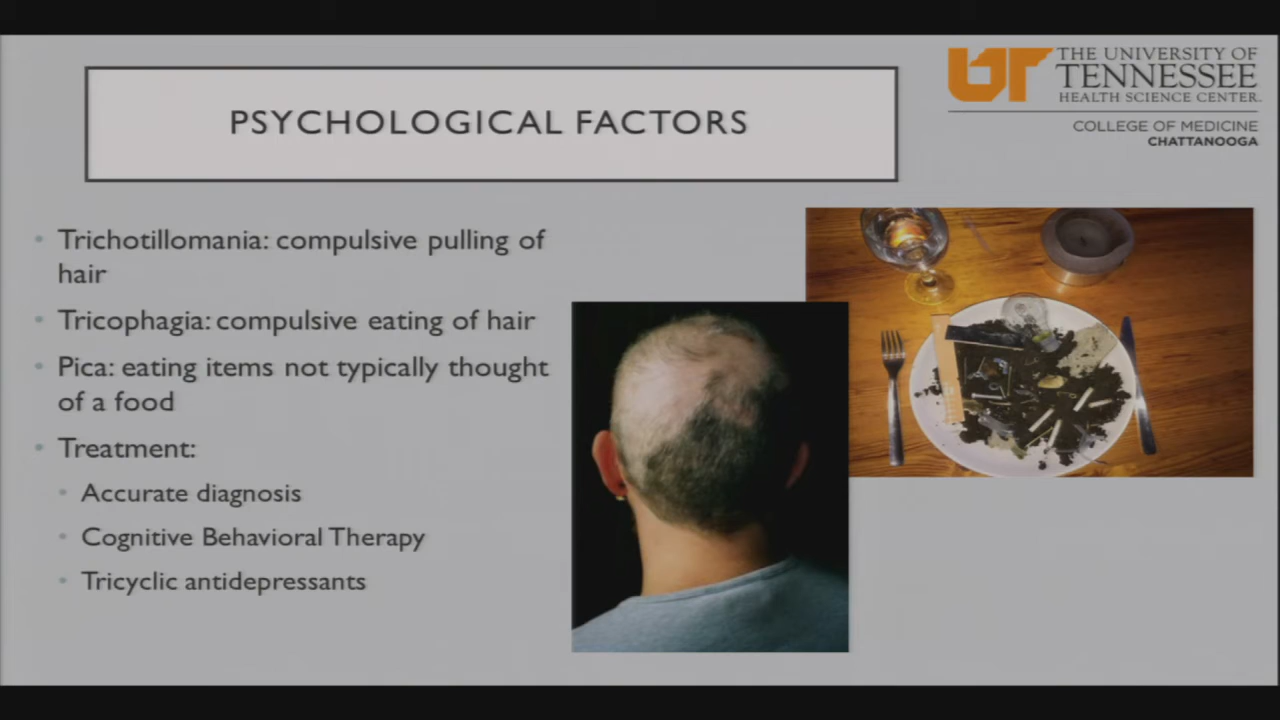 PSYCHOLOGICAL FACTORS
UT THE UNIVERSITY OF
TENNESSEE
HEALTH SCIENCE CENTER.
COLLEGE OF MEDICINE
CHATTANOOGA
• Trichotillomania: compulsive pulling of
hair
• Tricophagia: compulsive eating of hair
• Pica: eating items not typically thought
of a food
• Treatment:
• Accurate diagnosis
• Cognitive Behavioral Therapy
• Tricyclic antidepressants